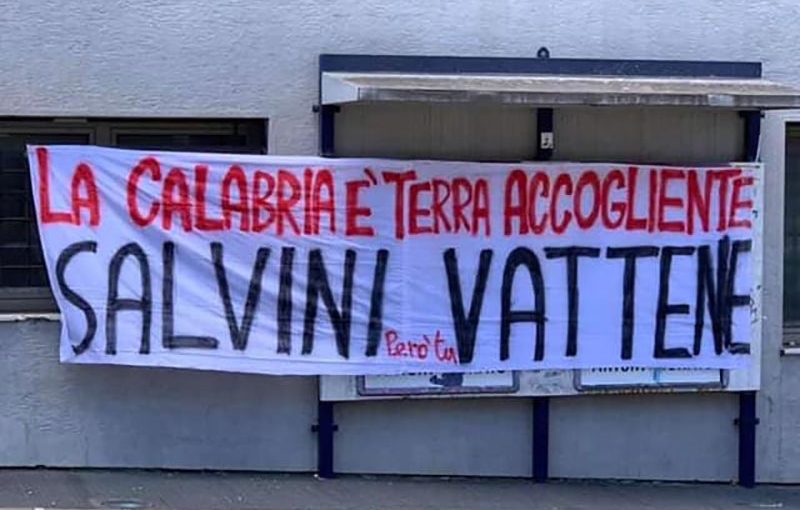 LA CALABRIA E' TERRA ACCOGLIENTE
SALVINI Però tu VATTENE